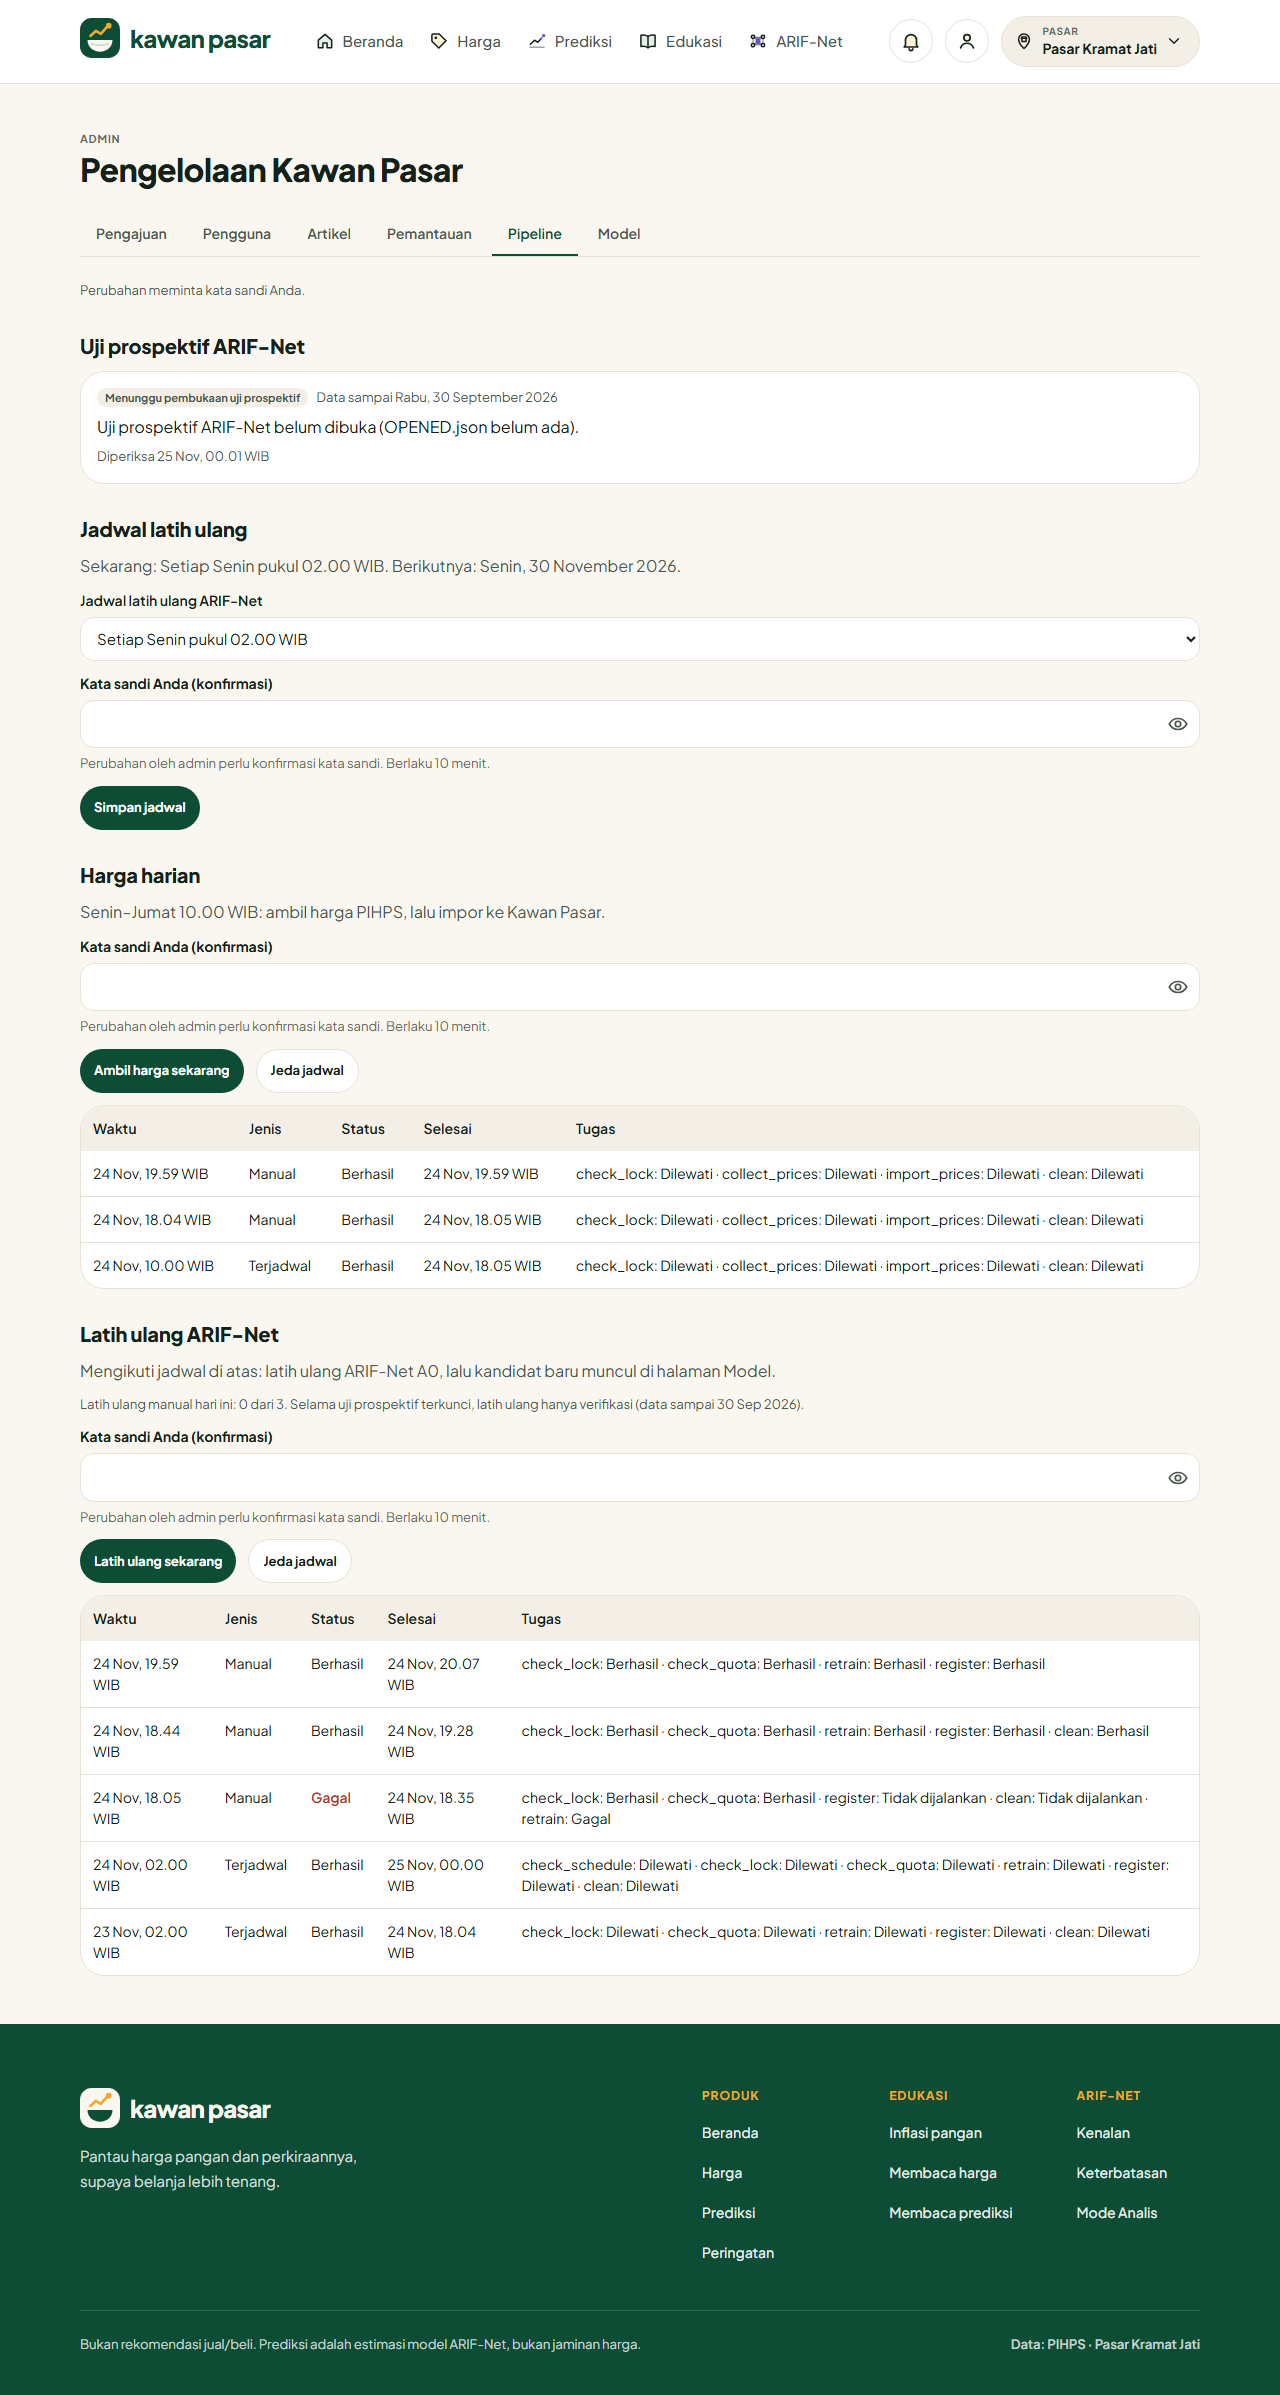 kawan pasar
Beranda
Harga
Prediksi
Edukasi
ARIF-Net
PASAR
Pasar Kramat Jati
ADMIN
Pengelolaan Kawan Pasar
Pengajuan
Pengguna
Artikel
Pemantauan
Pipeline
Model
Perubahan meminta kata sandi Anda.
Uji prospektif ARIF-Net
Menunggu pembukaan uji prospektif Data sampai Rabu, 30 September 2026
Uji prospektif ARIF-Net belum dibuka (OPENED.json belum ada).
Diperiksa 25 Nov, 00.01 WIB
Jadwal latih ulang
Sekarang: Setiap Senin pukul 02.00 WIB. Berikutnya: Senin, 30 November 2026.
Jadwal latih ulang ARIF-Net
Setiap Senin pukul 02.00 WIB
Kata sandi Anda (konfirmasi)
Perubahan oleh admin perlu konfirmasi kata sandi. Berlaku 10 menit.
Simpan jadwal
Harga harian
Senin–Jumat 10.00 WIB: ambil harga PIHPS, lalu impor ke Kawan Pasar.
Kata sandi Anda (konfirmasi)
Perubahan oleh admin perlu konfirmasi kata sandi. Berlaku 10 menit.
Ambil harga sekarang
Jeda jadwal
Waktu Jenis Status Selesai Tugas
24 Nov, 19.59 WIB Manual Berhasil 24 Nov, 19.59 WIB check_lock: Dilewati · collect_prices: Dilewati · import_prices: Dilewati · clean: Dilewati
24 Nov, 18.04 WIB Manual Berhasil 24 Nov, 18.05 WIB check_lock: Dilewati · collect_prices: Dilewati · import_prices: Dilewati · clean: Dilewati
24 Nov, 10.00 WIB Terjadwal Berhasil 24 Nov, 18.05 WIB check_lock: Dilewati · collect_prices: Dilewati · import_prices: Dilewati · clean: Dilewati
Latih ulang ARIF-Net
Mengikuti jadwal di atas: latih ulang ARIF-Net A0, lalu kandidat baru muncul di halaman Model.
Latih ulang manual hari ini: 0 dari 3. Selama uji prospektif terkunci, latih ulang hanya verifikasi (data sampai 30 Sep 2026).
Kata sandi Anda (konfirmasi)
Perubahan oleh admin perlu konfirmasi kata sandi. Berlaku 10 menit.
Latih ulang sekarang
Jeda jadwal
Waktu Jenis Status Selesai Tugas
24 Nov, 19.59 Manual Berhasil 24 Nov, 20.07 check_lock: Berhasil · check_quota: Berhasil · retrain: Berhasil · register: Berhasil
WIB WIB
24 Nov, 18.44 Manual Berhasil 24 Nov, 19.28 check_lock: Berhasil · check_quota: Berhasil · retrain: Berhasil · register: Berhasil · clean: Berhasil
WIB WIB
24 Nov, 18.05 Manual Gagal 24 Nov, 18.35 check_lock: Berhasil · check_quota: Berhasil · register: Tidak dijalankan · clean: Tidak dijalankan ·
WIB WIB retrain: Gagal
24 Nov, 02.00 Terjadwal Berhasil 25 Nov, 00.00 check_schedule: Dilewati · check_lock: Dilewati · check_quota: Dilewati · retrain: Dilewati · register:
WIB WIB Dilewati · clean: Dilewati
23 Nov, 02.00 Terjadwal Berhasil 24 Nov, 18.04 check_lock: Dilewati · check_quota: Dilewati · retrain: Dilewati · register: Dilewati · clean: Dilewati
WIB WIB
kawan pasar
Pantau harga pangan dan perkiraannya,
supaya belanja lebih tenang.
PRODUK
Beranda
Harga
Prediksi
Peringatan
EDUKASI
Inflasi pangan
Membaca harga
Membaca prediksi
ARIF-NET
Kenalan
Keterbatasan
Mode Analis
Bukan rekomendasi jual/beli. Prediksi adalah estimasi model ARIF-Net, bukan jaminan harga.
Data: PIHPS · Pasar Kramat Jati